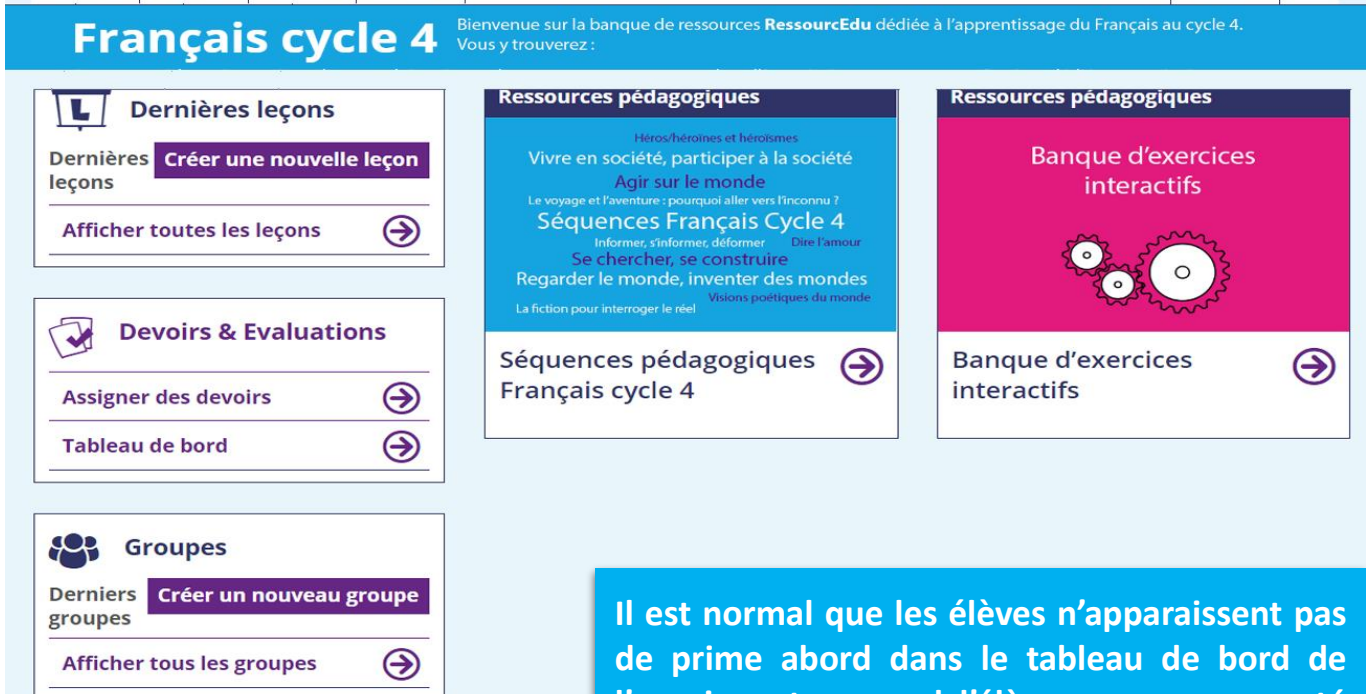 Français cycle 4
Bienvenue sur la banque de ressources RessourcEdu dédiée à l'apprentissage du Français au cycle 4.
Vous y trouverez :
Dernières leçons
Dernières
leçons
Créer une nouvelle leçon
Afficher toutes les leçons
Devoirs & Evaluations
Assigner des devoirs
Tableau de bord
Groupes
Derniers
groupes
Créer un nouveau groupe
Afficher tous les groupes
Ressources pédagogiques
Héros/héroïnes et héroïsmes
Vivre en société, participer à la société
Agir sur le monde
Le voyage et l'aventure : pourquoi aller vers l'inconnu ?
Séquences Français Cycle 4
Informer, s'informer, déformer
Dire l'amour
Se chercher, se construire
Regarder le monde, inventer des mondes
Visions poétiques du monde
La fiction pour interroger le réel
Séquences pédagogiques
Français cycle 4
Ressources pédagogiques
Banque d'exercices
interactifs
Banque d'exercices
interactifs
Il est normal que les élèves n'apparaissent pas
de prime abord dans le tableau de bord de